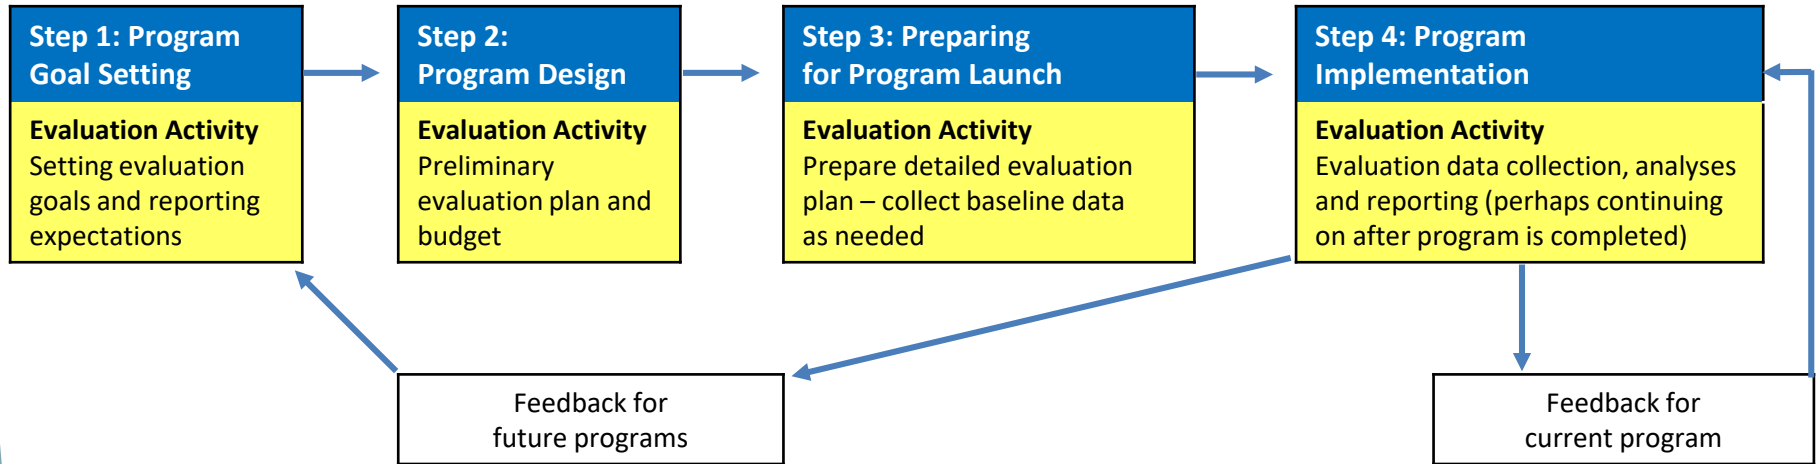 Step 1: Program
Goal Setting
Evaluation Activity
Setting evaluation
goals and reporting
expectations
Step 2:
Program Design
Evaluation Activity
Preliminary
evaluation plan and
budget
Step 3: Preparing
for Program Launch
Evaluation Activity
Prepare detailed evaluation
plan – collect baseline data
as needed
Step 4: Program
Implementation
Evaluation Activity
Evaluation data collection, analyses
and reporting (perhaps continuing
on after program is completed)
Feedback for
future programs
Feedback for
current program